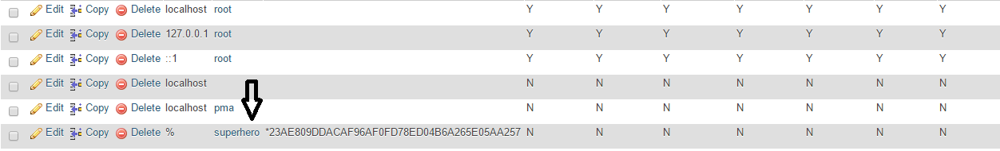 Edit Copy Delete localhost root Y Y Y Y Y Y Y
Edit Copy Delete 127.0.0.1 root Y Y Y Y Y Y Y
Edit Copy Delete ::1 root Y Y Y Y Y Y Y
Edit Copy Delete localhost N N N N N N N
Edit Copy Delete localhost pma N N N N N N N
Edit Copy Delete % superhero *23AE809DDACAF96AF0FD78ED04B6A265E05AA257 N N N N N N N